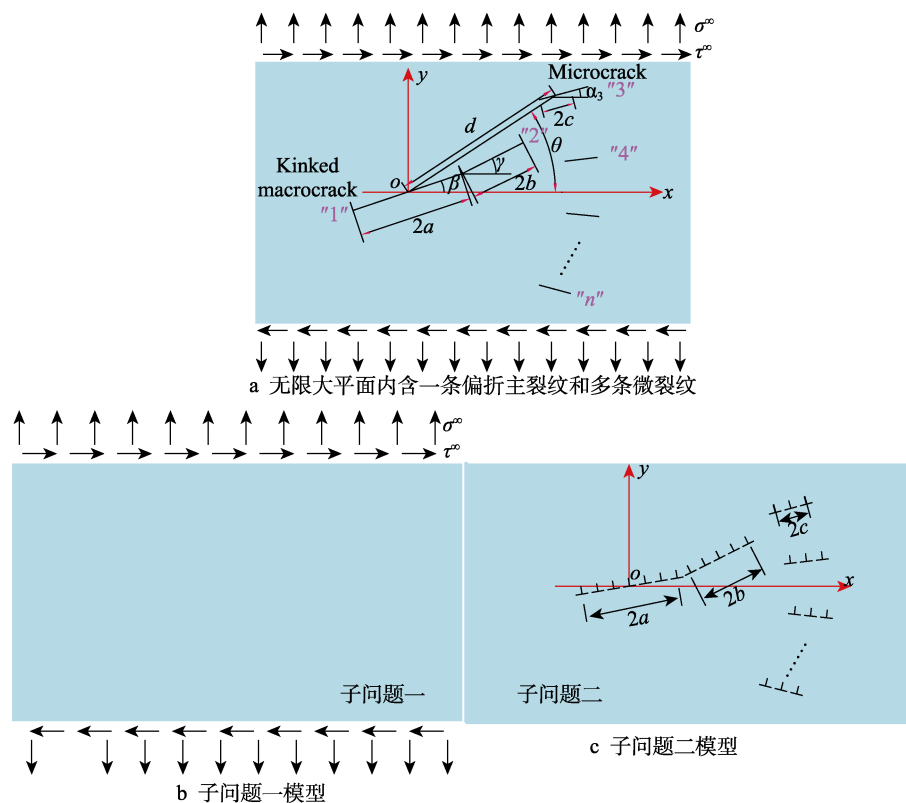 σ∞
τ∞
y
Microcrack
α3
"3"
2c
d
"2"
θ
"4"
Kinked
macrocrack
o
β
γ
2b
x
"1"
2a
"n"
a 无限大平面内含一条偏折主裂纹和多条微裂纹
σ∞
τ∞
子问题一
b 子问题一模型
y
2c
o
x
2a
2b
子问题二
c 子问题二模型